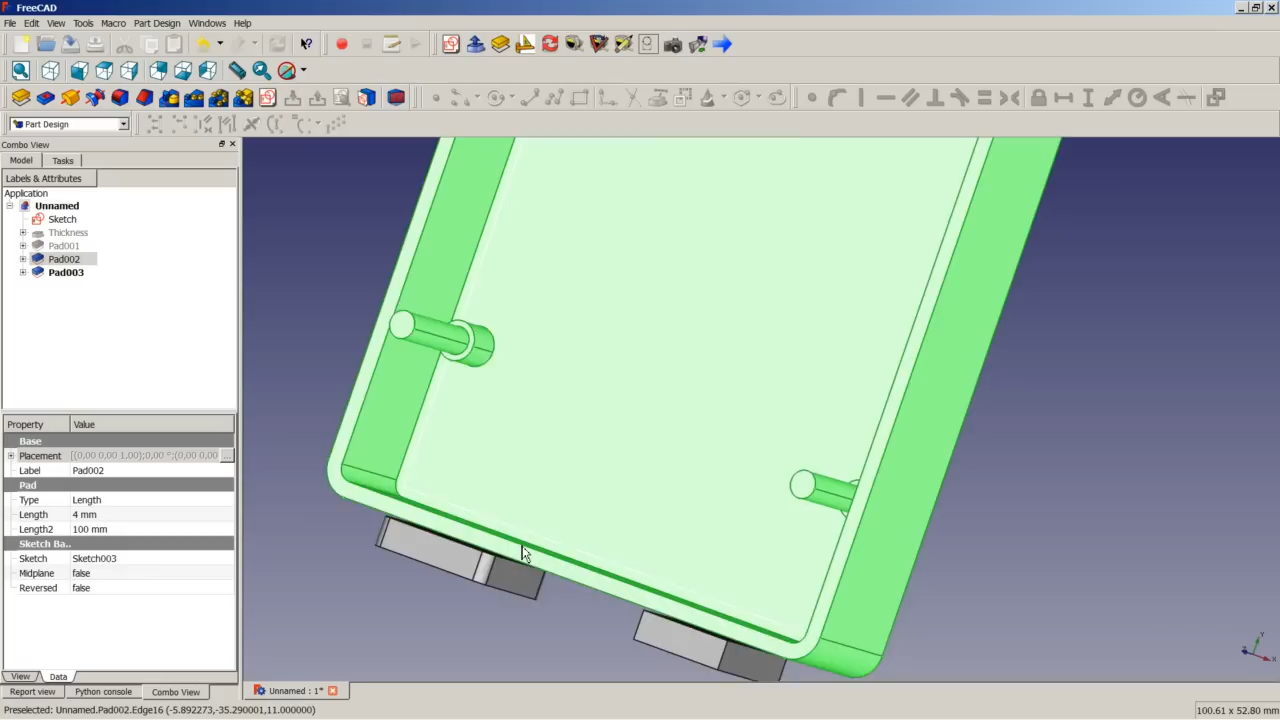 FreeCAD
File Edit View Tools Macro Part Design Windows Help
Part Design
Combo View
Model Tasks
Labels & Attributes
Application
Unnamed
Sketch
Thickness
Pad001
Pad002
Pad003
Property Value
Base
Placement [(0,00 0,00 1,00);0,00 °;(0,00 0,00 ...
Label Pad002
Pad
Type Length
Length 4 mm
Length2 100 mm
Sketch Ba..
Sketch Sketch003
Midplane false
Reversed false
View Data
Report view Python console Combo View
Unnamed : 1*
Y
X
Preselected: Unnamed.Pad002.Edge16 (-5.892273,-35.290001,11.000000)
100.61 x 52.80 mm